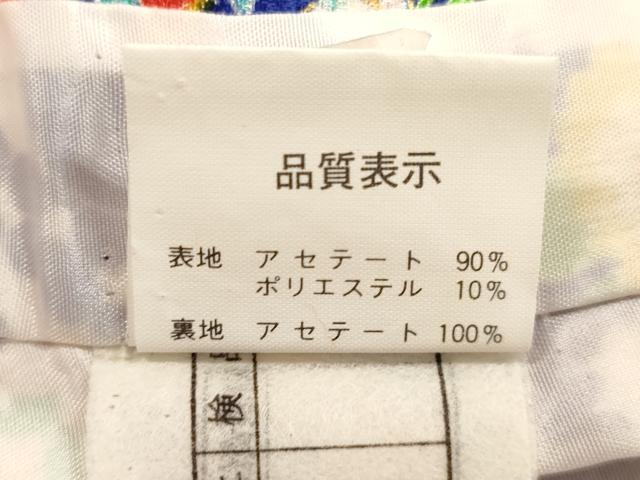 品質表示
表地 アセテート 90%
ポリエステル 10%
裏地 アセテート 100%
検